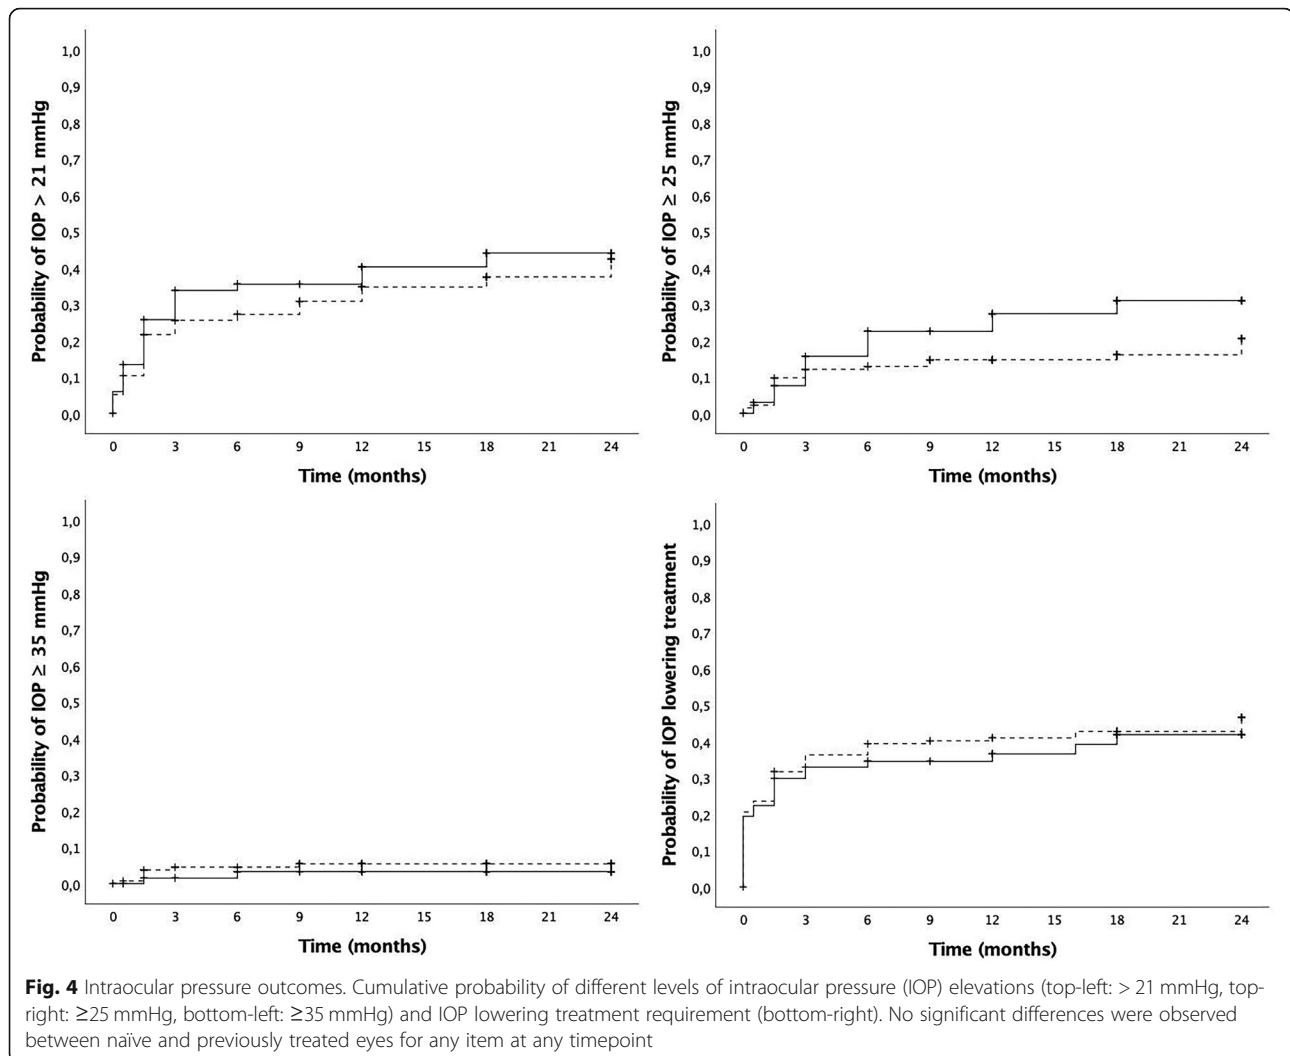 1,0
0,9
0,8
0,7
0,6
0,5
0,4
0,3
0,2
0,1
0,0
Probability of IOP > 21 mmHg
0 3 6 9 12 15 18 21 24
Time (months)
1,0
0,9
0,8
0,7
0,6
0,5
0,4
0,3
0,2
0,1
0,0
Probability of IOP ≥ 25 mmHg
0 3 6 9 12 15 18 21 24
Time (months)
1,0
0,9
0,8
0,7
0,6
0,5
0,4
0,3
0,2
0,1
0,0
Probability of IOP ≥ 35 mmHg
0 3 6 9 12 15 18 21 24
Time (months)
1,0
0,9
0,8
0,7
0,6
0,5
0,4
0,3
0,2
0,1
0,0
Probability of IOP lowering treatment
0 3 6 9 12 15 18 21 24
Time (months)
Fig. 4 Intraocular pressure outcomes. Cumulative probability of different levels of intraocular pressure (IOP) elevations (top-left: > 21 mmHg, top-
right: ≥25 mmHg, bottom-left: ≥35 mmHg) and IOP lowering treatment requirement (bottom-right). No significant differences were observed
between naïve and previously treated eyes for any item at any timepoint